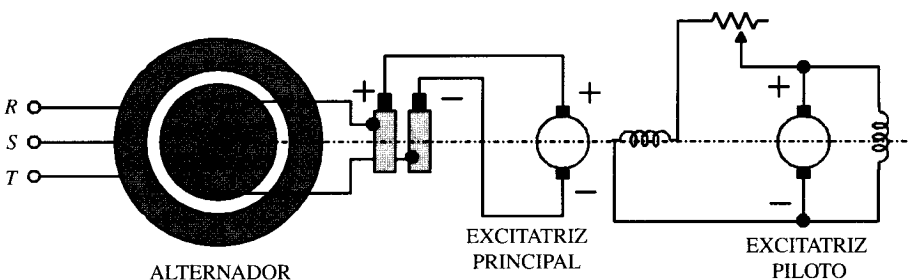 R
S
T
+
−
+
−
+
−
ALTERNADOR
EXCITATRIZ
PRINCIPAL
EXCITATRIZ
PILOTO